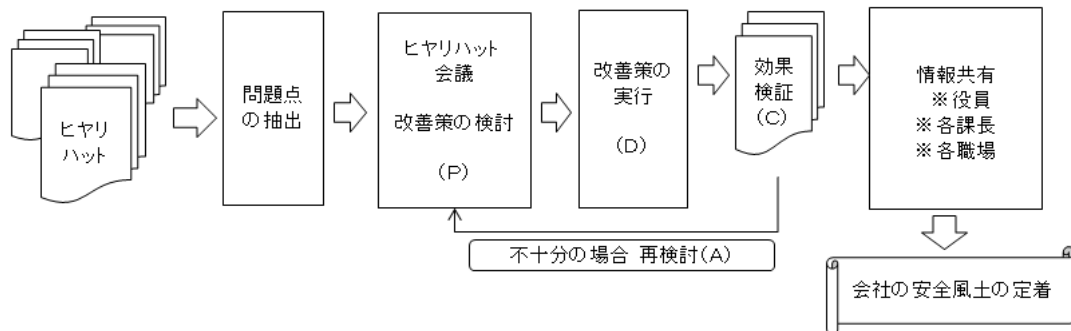 ヒヤリ
ハット
問題点
の抽出
ヒヤリハット
会議
改善策の検討
(P)
改善策の
実行
(D)
効果
検証
(C)
情報共有
※役員
※各課長
※各職場
不十分の場合 再検討(A)
会社の安全風土の定着